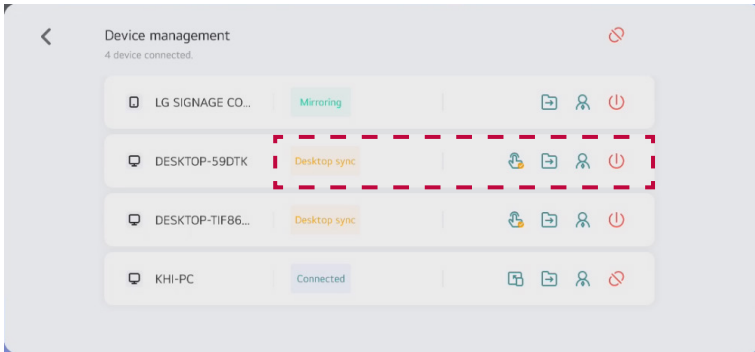 Device management
4 device connected.
LG SIGNAGE CO... Mirroring
DESKTOP-59DTK Desktop sync
DESKTOP-TIF86... Desktop sync
KHI-PC Connected